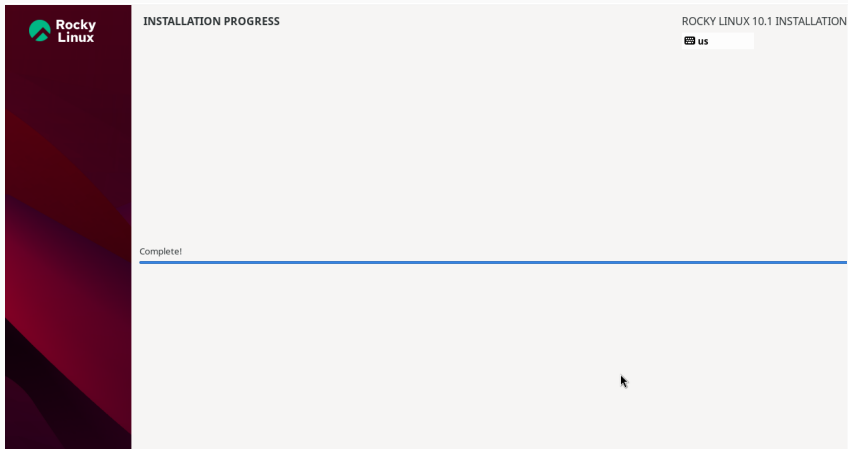 Rocky
Linux
INSTALLATION PROGRESS
ROCKY LINUX 10.1 INSTALLATION
us
Complete!